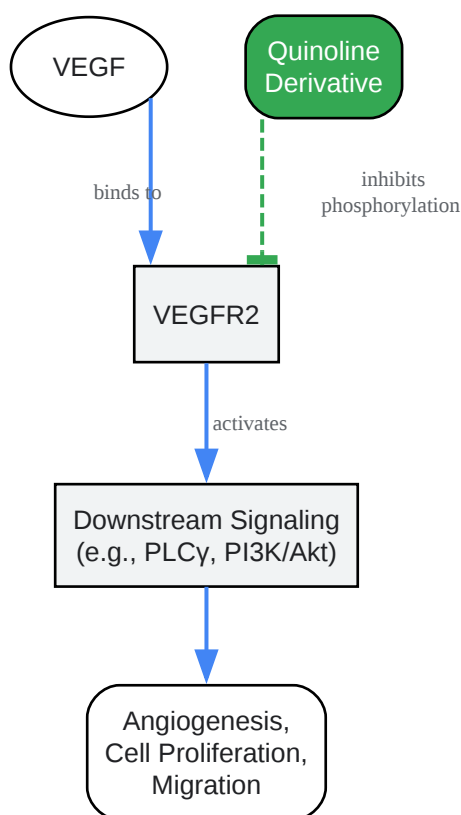 VEGF
Quinoline
Derivative
binds to
inhibits
phosphorylation
VEGFR2
activates
Downstream Signaling
(e.g., PLCγ, PI3K/Akt)
Angiogenesis,
Cell Proliferation,
Migration